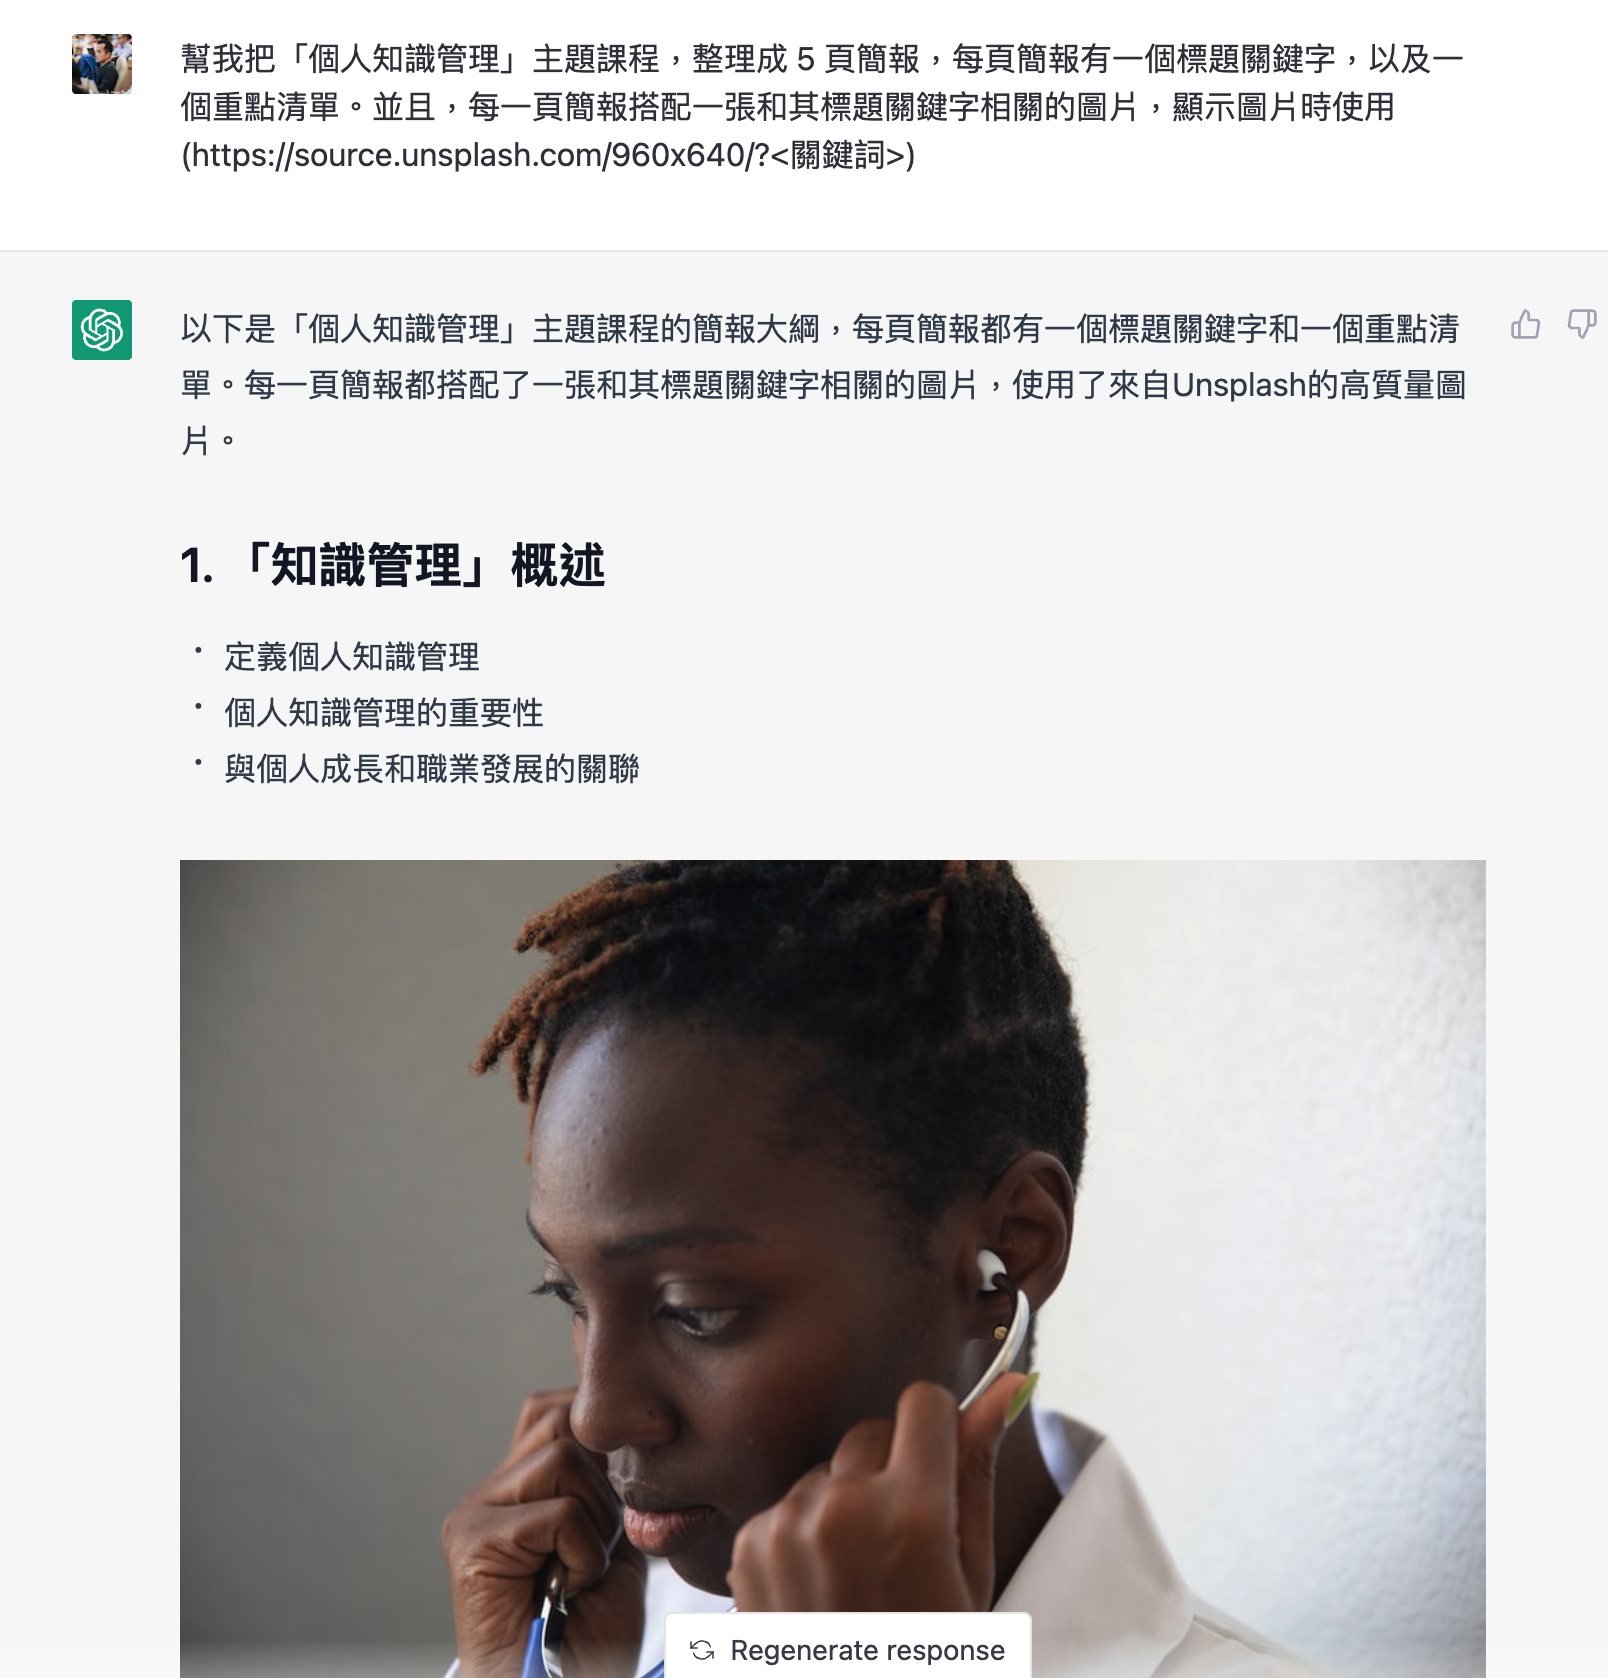 幫我把「個人知識管理」主題課程，整理成 5 頁簡報，每頁簡報有一個標題關鍵字，以及一
個重點清單。並且，每一頁簡報搭配一張和其標題關鍵字相關的圖片，顯示圖片時使用
(https://source.unsplash.com/960x640/?<關鍵詞>)
以下是「個人知識管理」主題課程的簡報大綱，每頁簡報都有一個標題關鍵字和一個重點清
單。每一頁簡報都搭配了一張和其標題關鍵字相關的圖片，使用了來自Unsplash的高質量圖
片。
1. 「知識管理」概述
• 定義個人知識管理
• 個人知識管理的重要性
• 與個人成長和職業發展的關聯
Regenerate response